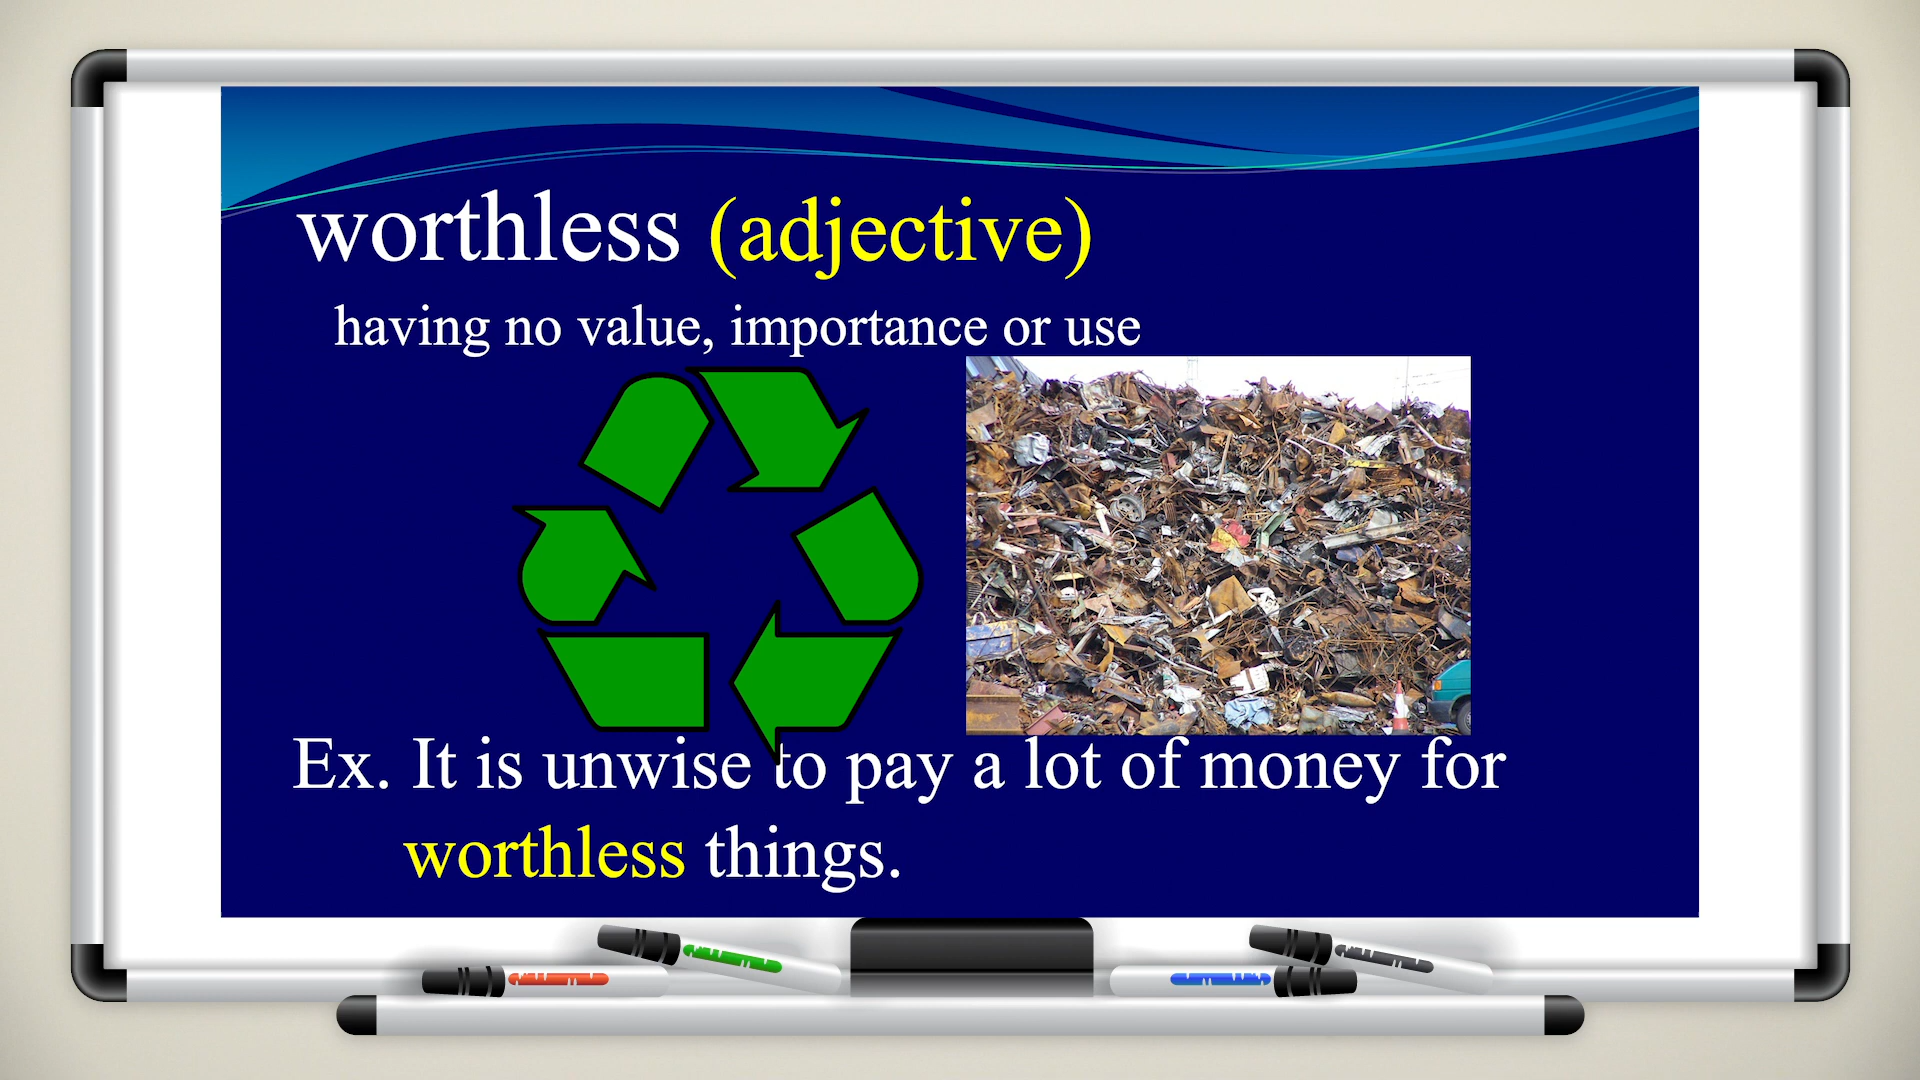 worthless (adjective)
having no value, importance or use
Ex. It is unwise to pay a lot of money for
worthless things.